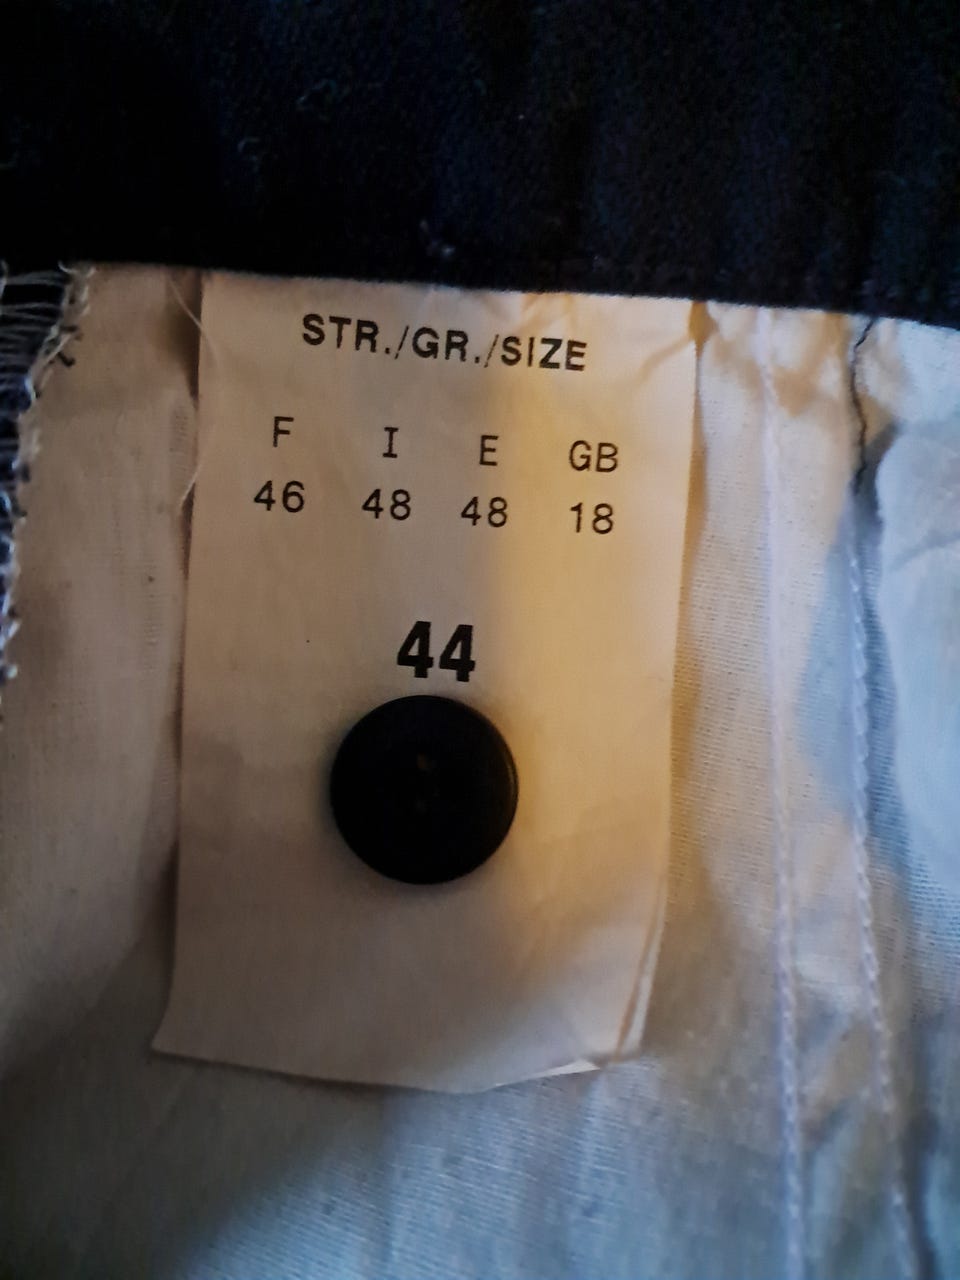 STR./GR./SIZE
F I E GB
46 48 48 18
44